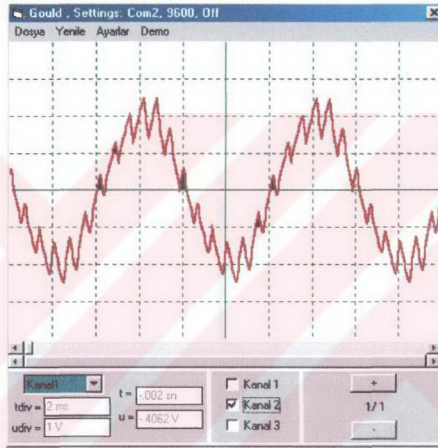 Gould , Settings: Com2, 9600, Off
Dosya Yenile Ayarlar Demo
Kanal1
tdiv = 2 ms
udiv = 1 V
t = -.002 sn
u = -.4062 V
Kanal 1
Kanal 2
Kanal 3
+
1/1
-